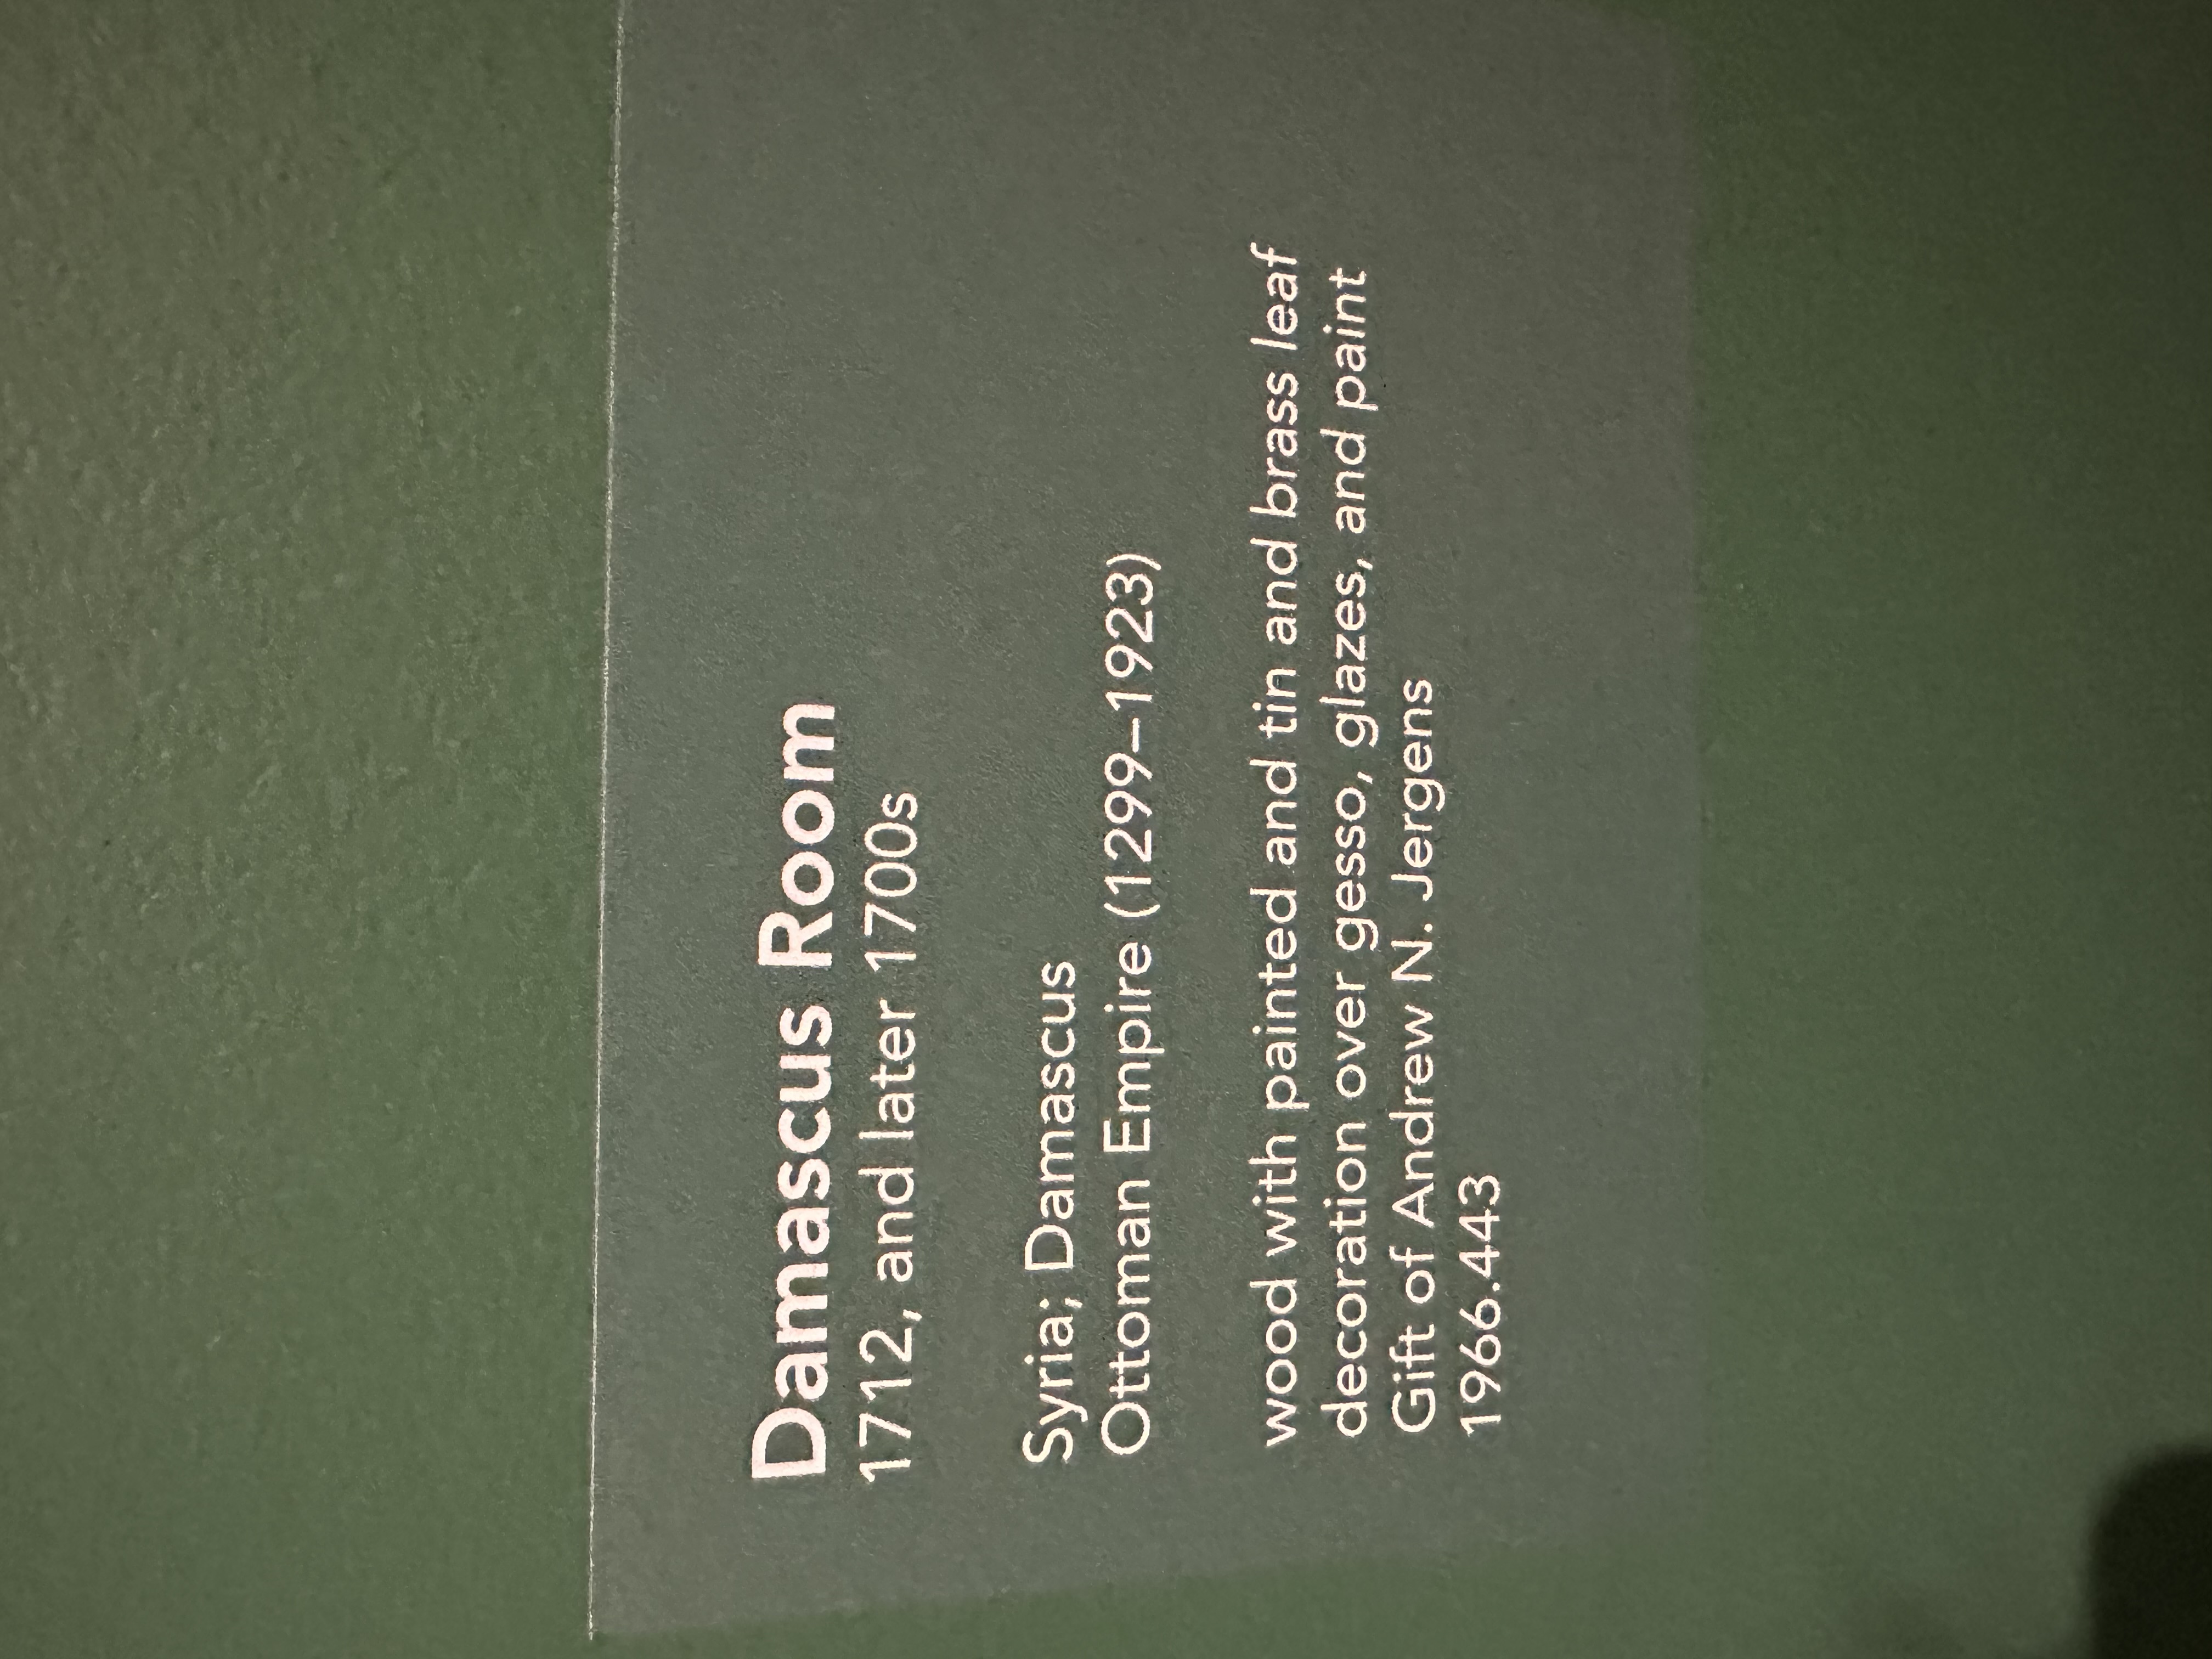 Damascus Room
1712, and later 1700s
Syria; Damascus
Ottoman Empire (1299–1923)
wood with painted and tin and brass leaf
decoration over gesso, glazes, and paint
Gift of Andrew N. Jergens
1966.443